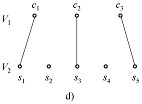 c₁ c₂ c₃
V₁
V₂
s₁ s₂ s₃ s₄ s₅
d)